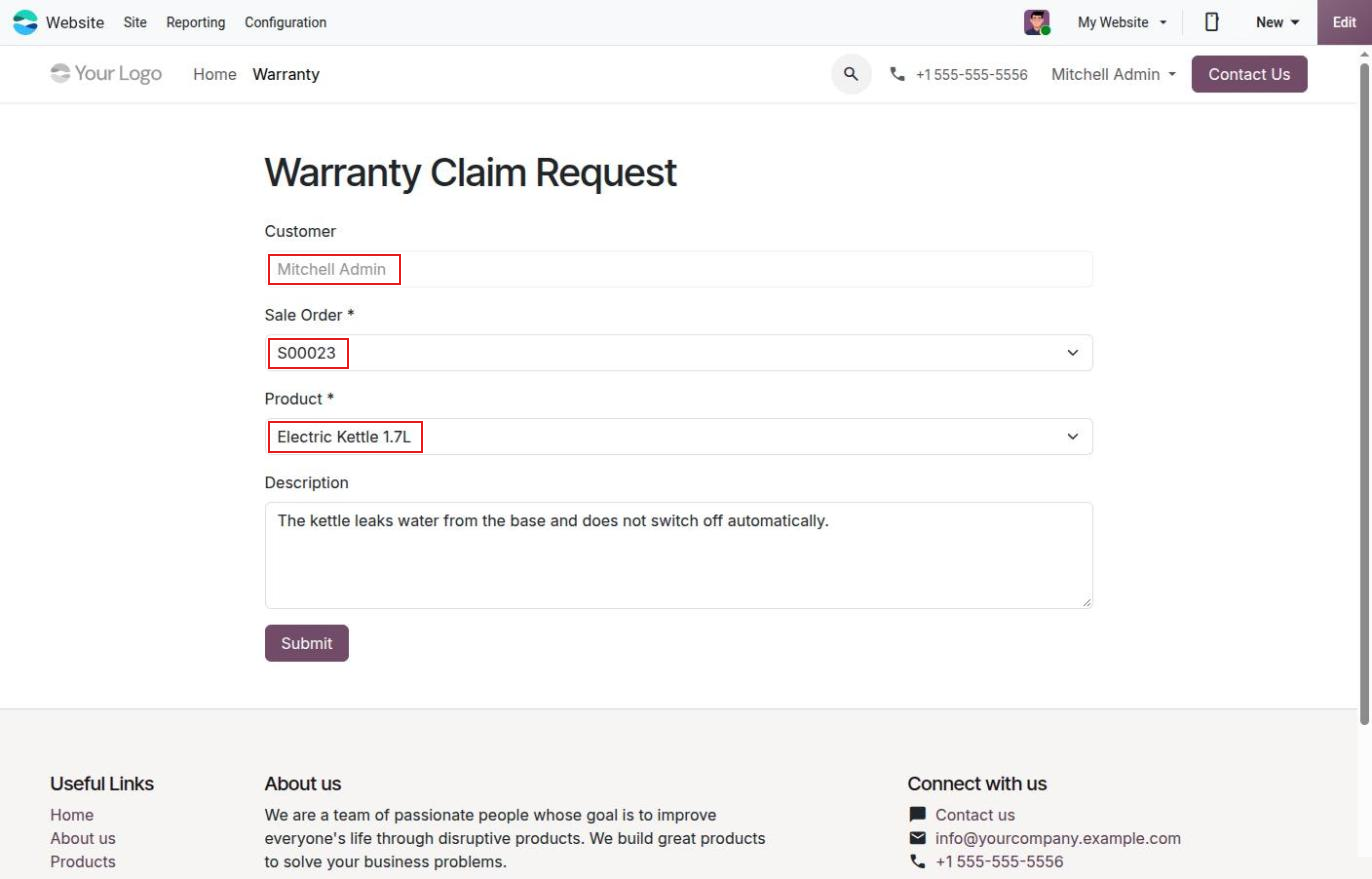 Website Site Reporting Configuration My Website New Edit
Your Logo Home Warranty +1 555-555-5556 Mitchell Admin Contact Us
Warranty Claim Request
Customer
Mitchell Admin
Sale Order *
S00023
Product *
Electric Kettle 1.7L
Description
The kettle leaks water from the base and does not switch off automatically.
Submit
Useful Links
Home
About us
Products
About us
We are a team of passionate people whose goal is to improve
everyone's life through disruptive products. We build great products
to solve your business problems.
Connect with us
Contact us
info@yourcompany.example.com
+1 555-555-5556